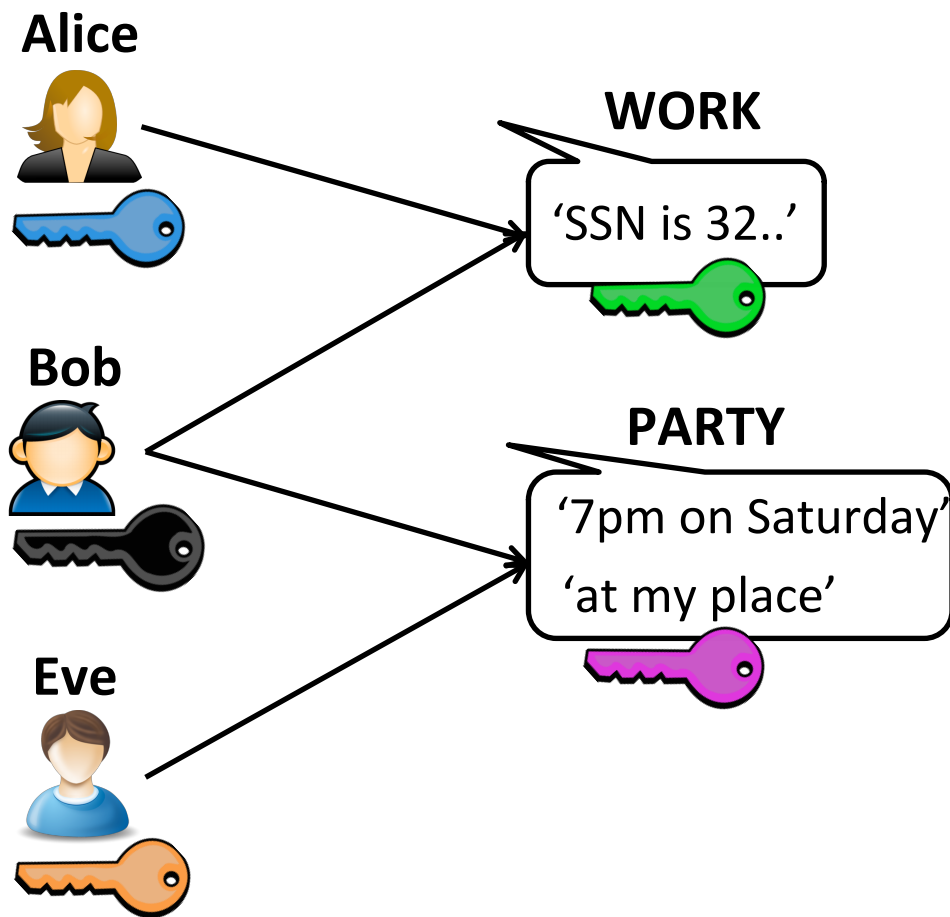 Alice
WORK
‘SSN is 32..’
Bob
PARTY
‘7pm on Saturday’
‘at my place’
Eve